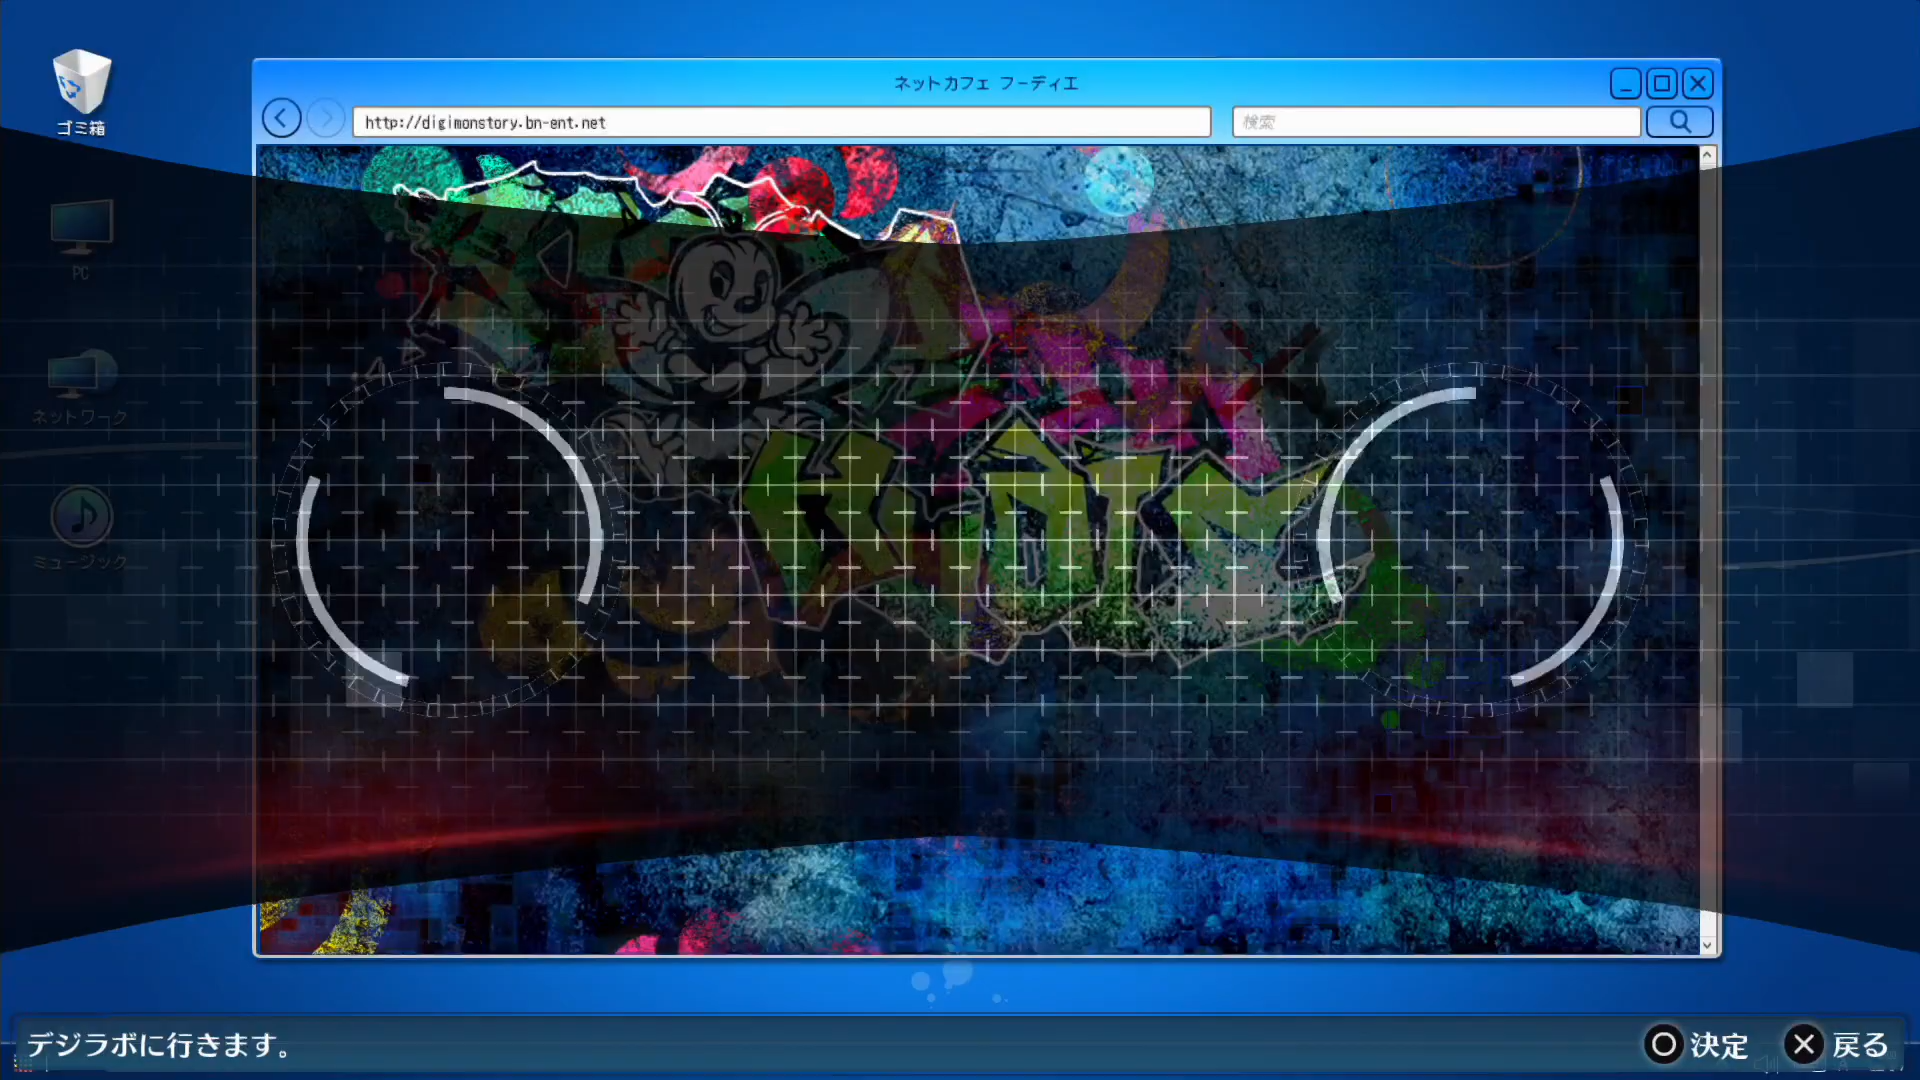 ゴミ箱
PC
ネットワーク
ミュージック
ネットカフェ フーディエ
http://digimonstory.bn-ent.net
検索
デジラボに行きます。
決定
戻る